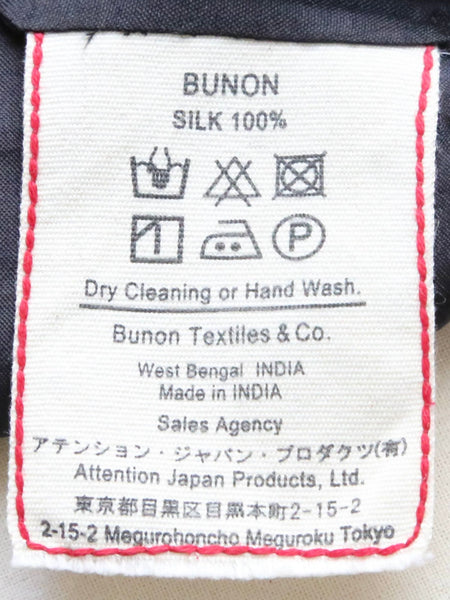 BUNON
SILK 100%
P
Dry Cleaning or Hand Wash.
Bunon Textiles & Co.
West Bengal INDIA
Made in INDIA
Sales Agency
アテンション・ジャパン・プロダクツ(有)
Attention Japan Products, Ltd.
東京都目黒区目黒本町2-15-2
2-15-2 Megurohoncho Meguroku Tokyo